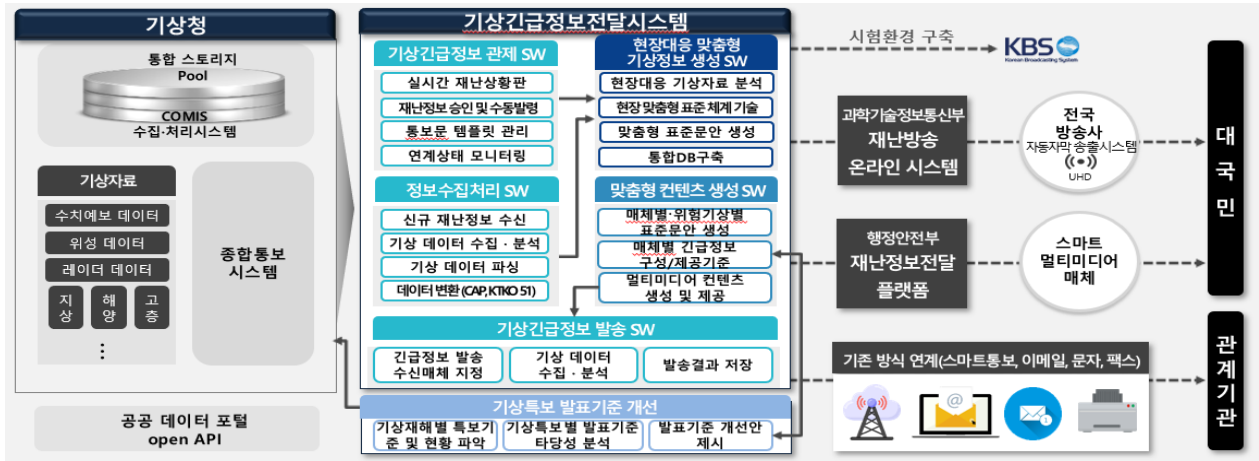 기상청
통합 스토리지
Pool
COMIS
수집·처리시스템
기상자료
수치예보 데이터
위성 데이터
레이더 데이터
지상
해양
고층
⋮
종합통보
시스템
공공 데이터 포털
open API
기상긴급정보전달시스템
기상긴급정보 관제 SW
실시간 재난상황판
재난정보 승인 및 수동발령
통보문 템플릿 관리
연계상태 모니터링
현장대응 맞춤형
기상정보 생성 SW
현장대응 기상자료 분석
현장 맞춤형 표준 체계 기술
맞춤형 표준문안 생성
통합DB구축
정보수집처리 SW
신규 재난정보 수신
기상 데이터 수집 · 분석
기상 데이터 파싱
데이터 변환 (CAP, KTKO 51)
맞춤형 컨텐츠 생성 SW
매체별·위험기상별
표준문안 생성
매체별 긴급정보
구성/제공기준
멀티미디어 컨텐츠
생성 및 제공
기상긴급정보 발송 SW
긴급정보 발송
수신매체 지정
기상 데이터
수집 · 분석
발송결과 저장
기상특보 발표기준 개선
기상재해별 특보기
준 및 현황 파악
기상특보별 발표기준
타당성 분석
발표기준 개선안
제시
시험환경 구축
KBS
Korean Broadcasting System
과학기술정보통신부
재난방송
온라인 시스템
전국
방송사
자동자막 송출시스템
UHD
행정안전부
재난정보전달
플랫폼
스마트
멀티미디어
매체
기존 방식 연계(스마트통보, 이메일, 문자, 팩스)
@
1
대국민
관계기관